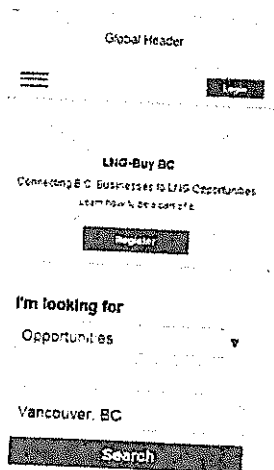 Global Header
Login
LNG-Buy BC
Connecting B.C. Businesses to LNG Opportunities
Learn how to be a part of it.
Register
I'm looking for
Opportunities
Vancouver, BC
Search